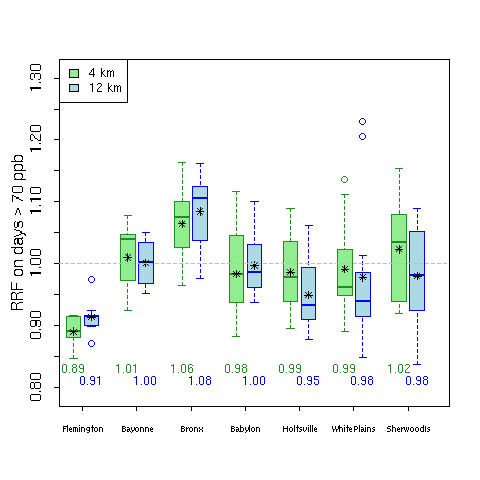 4 km
12 km
RRF on days > 70 ppb
1.30
1.20
1.10
1.00
0.90
0.80
0.89 1.01 1.06 0.98 0.99 0.99 1.02
0.91 1.00 1.08 1.00 0.95 0.98 0.98
Flemington Bayonne Bronx Babylon Holtsville WhitePlains SherwoodIs